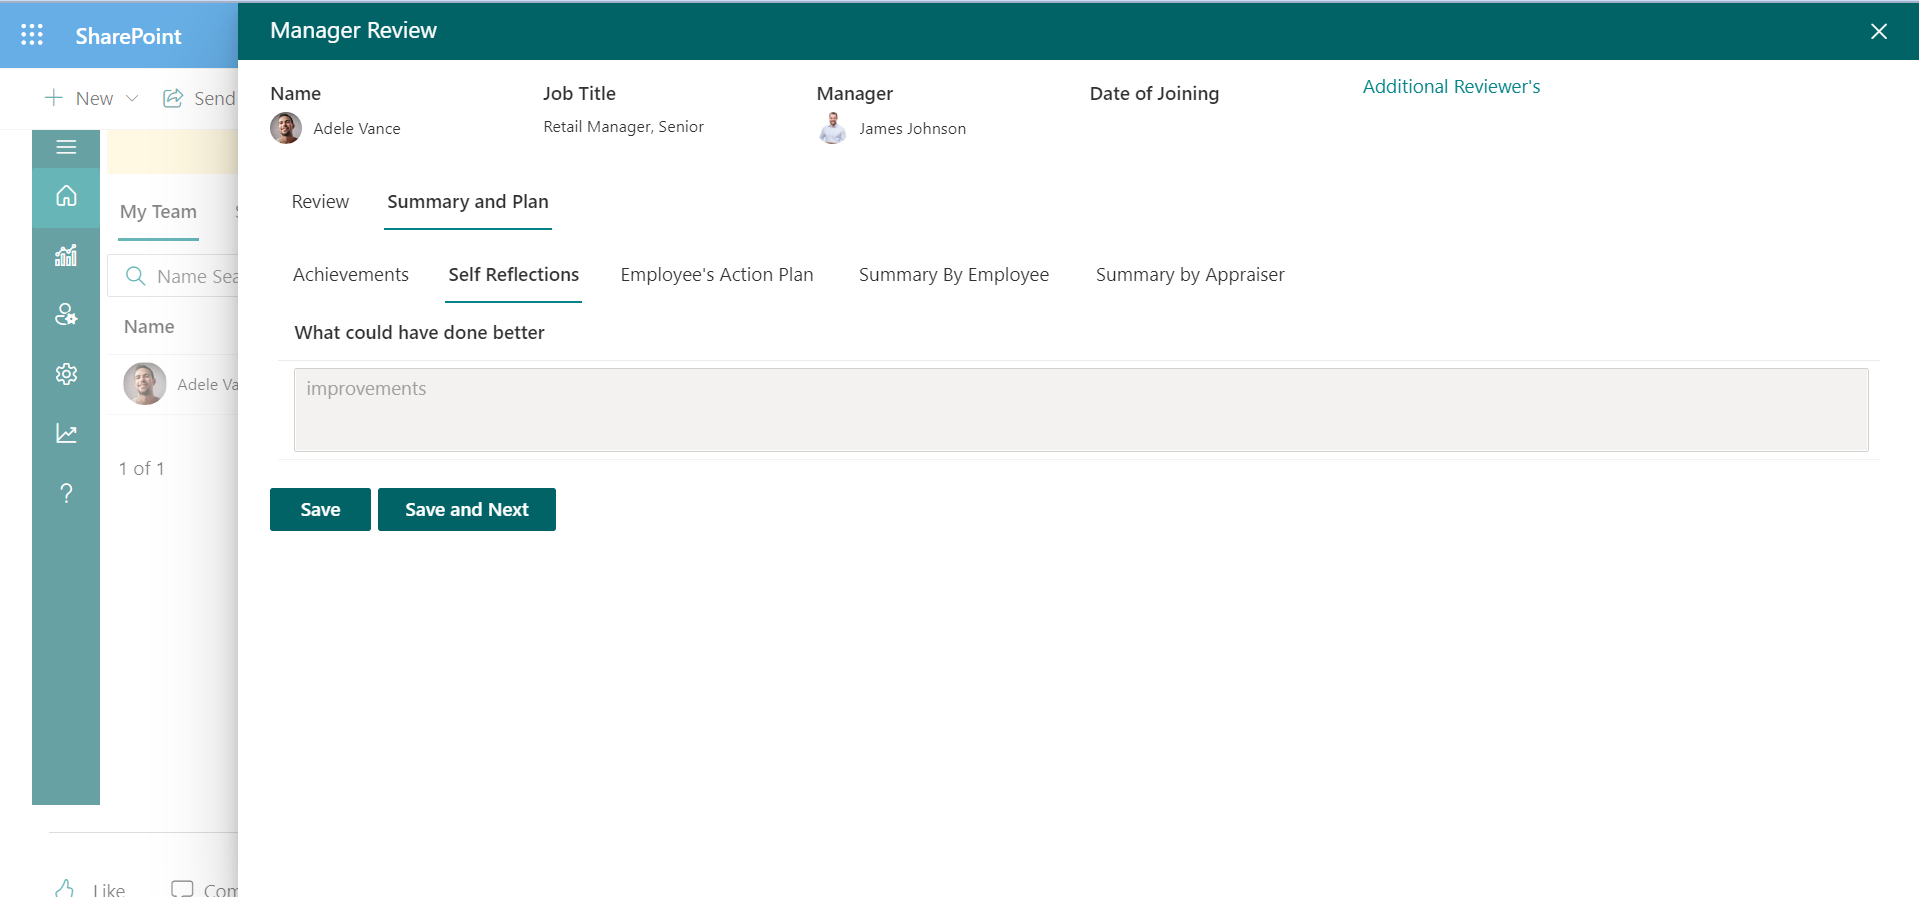 SharePoint
Manager Review
New
Send
Name
Job Title
Manager
Date of Joining
Additional Reviewer's
Adele Vance
Retail Manager, Senior
James Johnson
My Team
Review
Summary and Plan
Name Sea
Achievements
Self Reflections
Employee's Action Plan
Summary By Employee
Summary by Appraiser
Name
What could have done better
Adele Va
improvements
1 of 1
Save
Save and Next
?
Like
Com